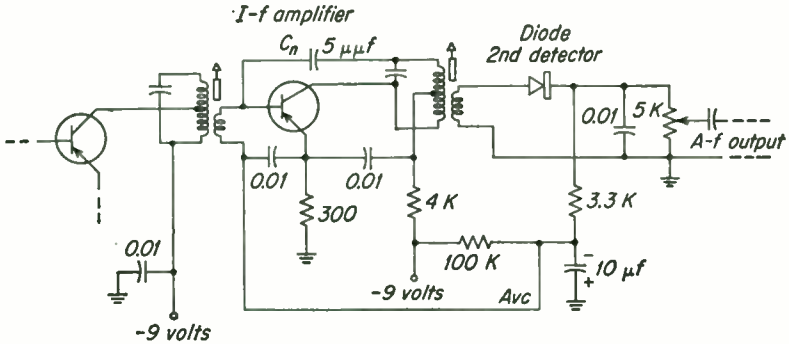 I-f amplifier
Cn 5 μμf
Diode
2nd detector
0.01
5K
A-f output
0.01
0.01
300
4 K
3.3 K
0.01
100 K
-
10 μf
+
-9 volts
Avc
-9 volts